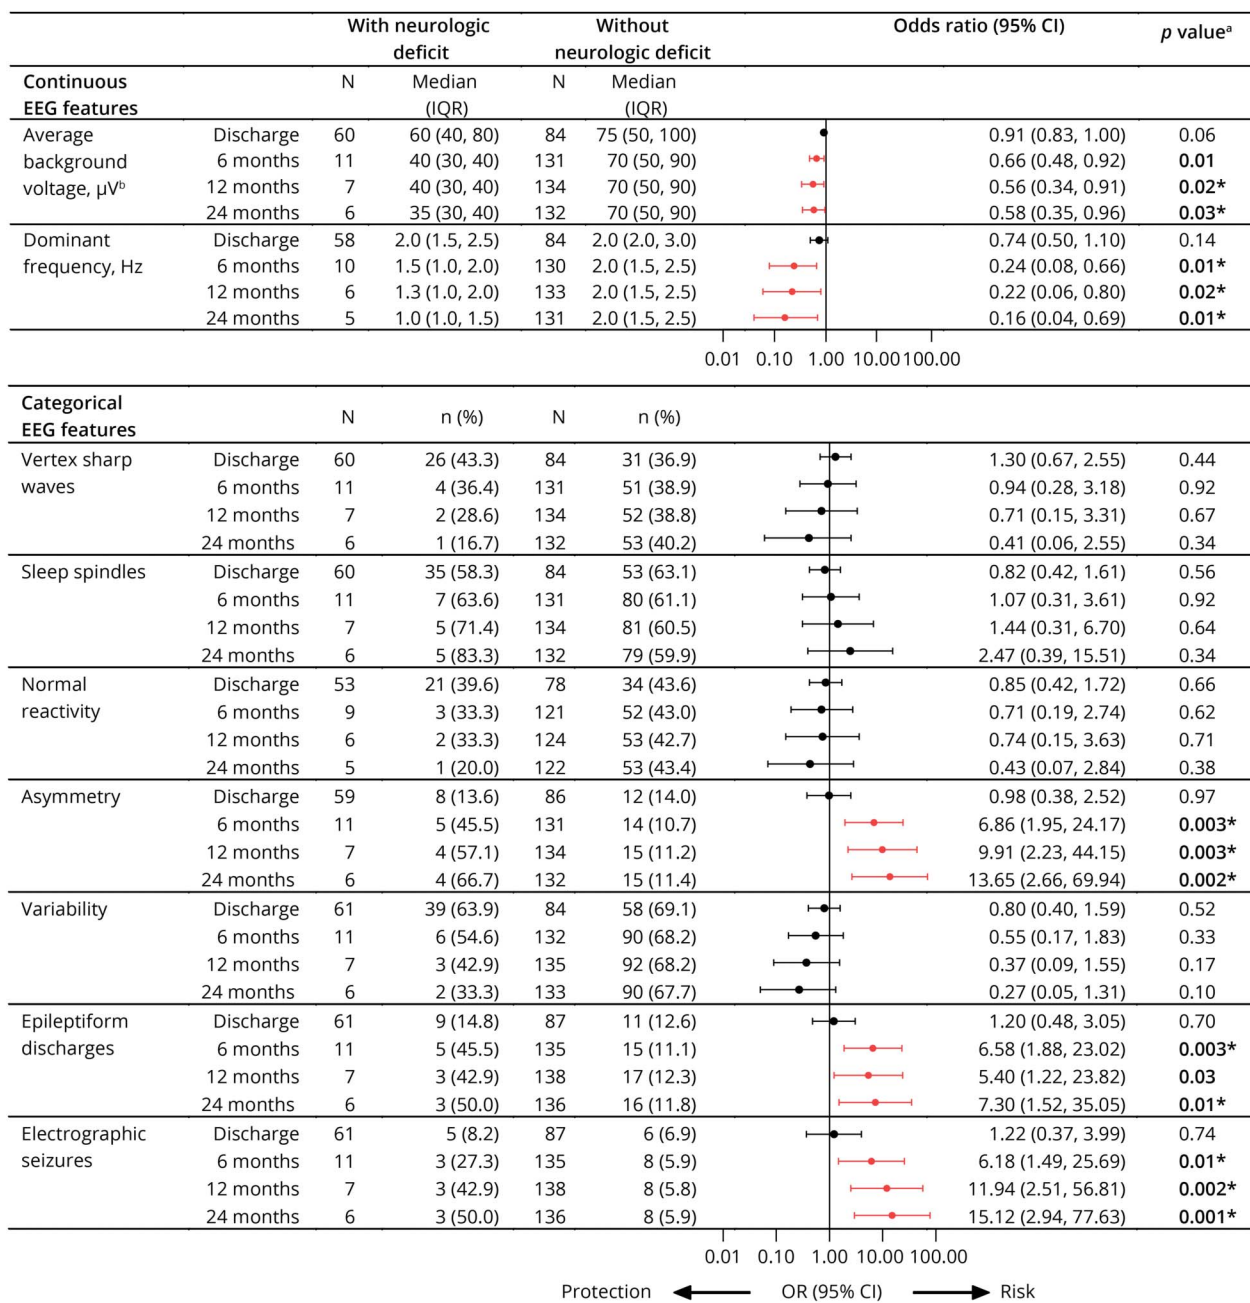 With neurologic deficit Without neurologic deficit Odds ratio (95% CI) p valueᵃ
Continuous EEG features N Median (IQR) N Median (IQR)
Average background voltage, μVᵇ
Discharge 60 60 (40, 80) 84 75 (50, 100) 0.91 (0.83, 1.00) 0.06
6 months 11 40 (30, 40) 131 70 (50, 90) 0.66 (0.48, 0.92) 0.01
12 months 7 40 (30, 40) 134 70 (50, 90) 0.56 (0.34, 0.91) 0.02*
24 months 6 35 (30, 40) 132 70 (50, 90) 0.58 (0.35, 0.96) 0.03*
Dominant frequency, Hz
Discharge 58 2.0 (1.5, 2.5) 84 2.0 (2.0, 3.0) 0.74 (0.50, 1.10) 0.14
6 months 10 1.5 (1.0, 2.0) 130 2.0 (1.5, 2.5) 0.24 (0.08, 0.66) 0.01*
12 months 6 1.3 (1.0, 2.0) 133 2.0 (1.5, 2.5) 0.22 (0.06, 0.80) 0.02*
24 months 5 1.0 (1.0, 1.5) 131 2.0 (1.5, 2.5) 0.16 (0.04, 0.69) 0.01*
0.01 0.10 1.00 10.00 100.00
Categorical EEG features N n (%) N n (%)
Vertex sharp waves
Discharge 60 26 (43.3) 84 31 (36.9) 1.30 (0.67, 2.55) 0.44
6 months 11 4 (36.4) 131 51 (38.9) 0.94 (0.28, 3.18) 0.92
12 months 7 2 (28.6) 134 52 (38.8) 0.71 (0.15, 3.31) 0.67
24 months 6 1 (16.7) 132 53 (40.2) 0.41 (0.06, 2.55) 0.34
Sleep spindles
Discharge 60 35 (58.3) 84 53 (63.1) 0.82 (0.42, 1.61) 0.56
6 months 11 7 (63.6) 131 80 (61.1) 1.07 (0.31, 3.61) 0.92
12 months 7 5 (71.4) 134 81 (60.5) 1.44 (0.31, 6.70) 0.64
24 months 6 5 (83.3) 132 79 (59.9) 2.47 (0.39, 15.51) 0.34
Normal reactivity
Discharge 53 21 (39.6) 78 34 (43.6) 0.85 (0.42, 1.72) 0.66
6 months 9 3 (33.3) 121 52 (43.0) 0.71 (0.19, 2.74) 0.62
12 months 6 2 (33.3) 124 53 (42.7) 0.74 (0.15, 3.63) 0.71
24 months 5 1 (20.0) 122 53 (43.4) 0.43 (0.07, 2.84) 0.38
Asymmetry
Discharge 59 8 (13.6) 86 12 (14.0) 0.98 (0.38, 2.52) 0.97
6 months 11 5 (45.5) 131 14 (10.7) 6.86 (1.95, 24.17) 0.003*
12 months 7 4 (57.1) 134 15 (11.2) 9.91 (2.23, 44.15) 0.003*
24 months 6 4 (66.7) 132 15 (11.4) 13.65 (2.66, 69.94) 0.002*
Variability
Discharge 61 39 (63.9) 84 58 (69.1) 0.80 (0.40, 1.59) 0.52
6 months 11 6 (54.6) 132 90 (68.2) 0.55 (0.17, 1.83) 0.33
12 months 7 3 (42.9) 135 92 (68.2) 0.37 (0.09, 1.55) 0.17
24 months 6 2 (33.3) 133 90 (67.7) 0.27 (0.05, 1.31) 0.10
Epileptiform discharges
Discharge 61 9 (14.8) 87 11 (12.6) 1.20 (0.48, 3.05) 0.70
6 months 11 5 (45.5) 135 15 (11.1) 6.58 (1.88, 23.02) 0.003*
12 months 7 3 (42.9) 138 17 (12.3) 5.40 (1.22, 23.82) 0.03
24 months 6 3 (50.0) 136 16 (11.8) 7.30 (1.52, 35.05) 0.01*
Electrographic seizures
Discharge 61 5 (8.2) 87 6 (6.9) 1.22 (0.37, 3.99) 0.74
6 months 11 3 (27.3) 135 8 (5.9) 6.18 (1.49, 25.69) 0.01*
12 months 7 3 (42.9) 138 8 (5.8) 11.94 (2.51, 56.81) 0.002*
24 months 6 3 (50.0) 136 8 (5.9) 15.12 (2.94, 77.63) 0.001*
0.01 0.10 1.00 10.00 100.00
Protection OR (95% CI) Risk